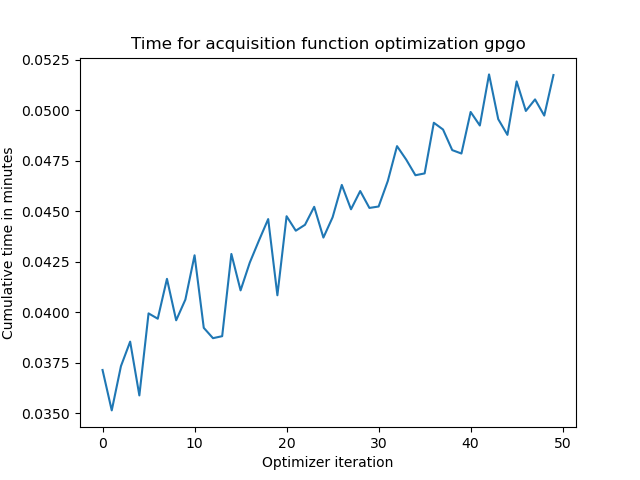 Time for acquisition function optimization gpgo
Cumulative time in minutes
0.0525
0.0500
0.0475
0.0450
0.0425
0.0400
0.0375
0.0350
0 10 20 30 40 50
Optimizer iteration